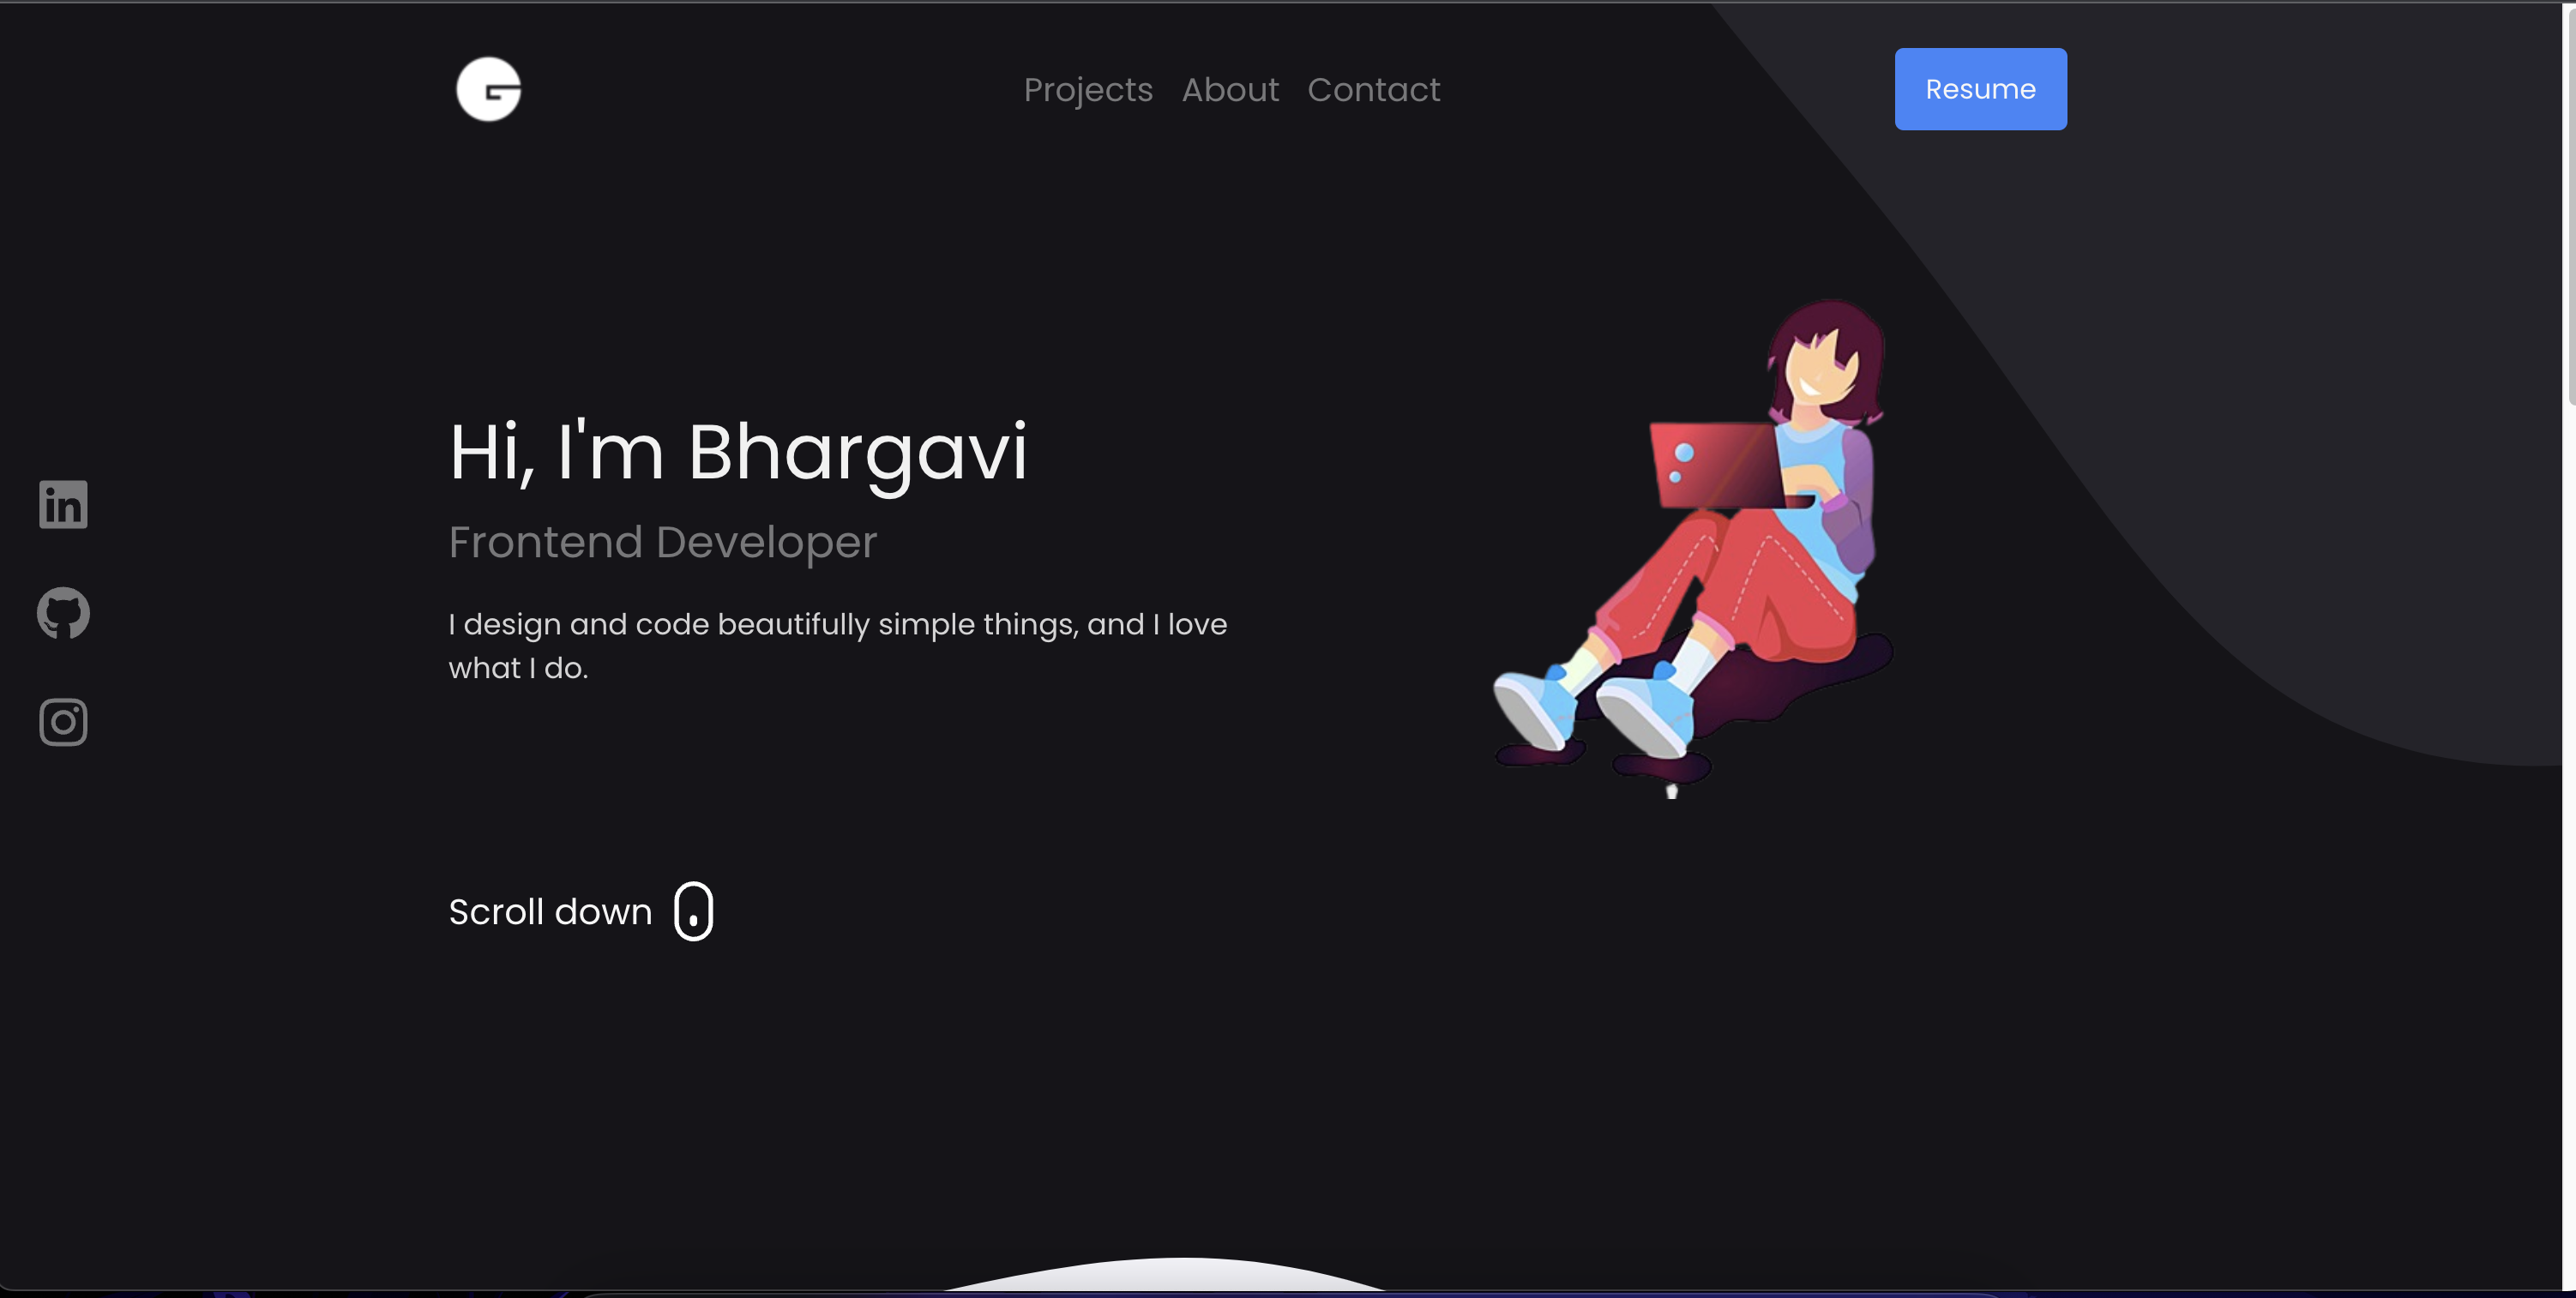 G
Projects About Contact
Resume
Hi, I'm Bhargavi
Frontend Developer
I design and code beautifully simple things, and I love
what I do.
in
Scroll down